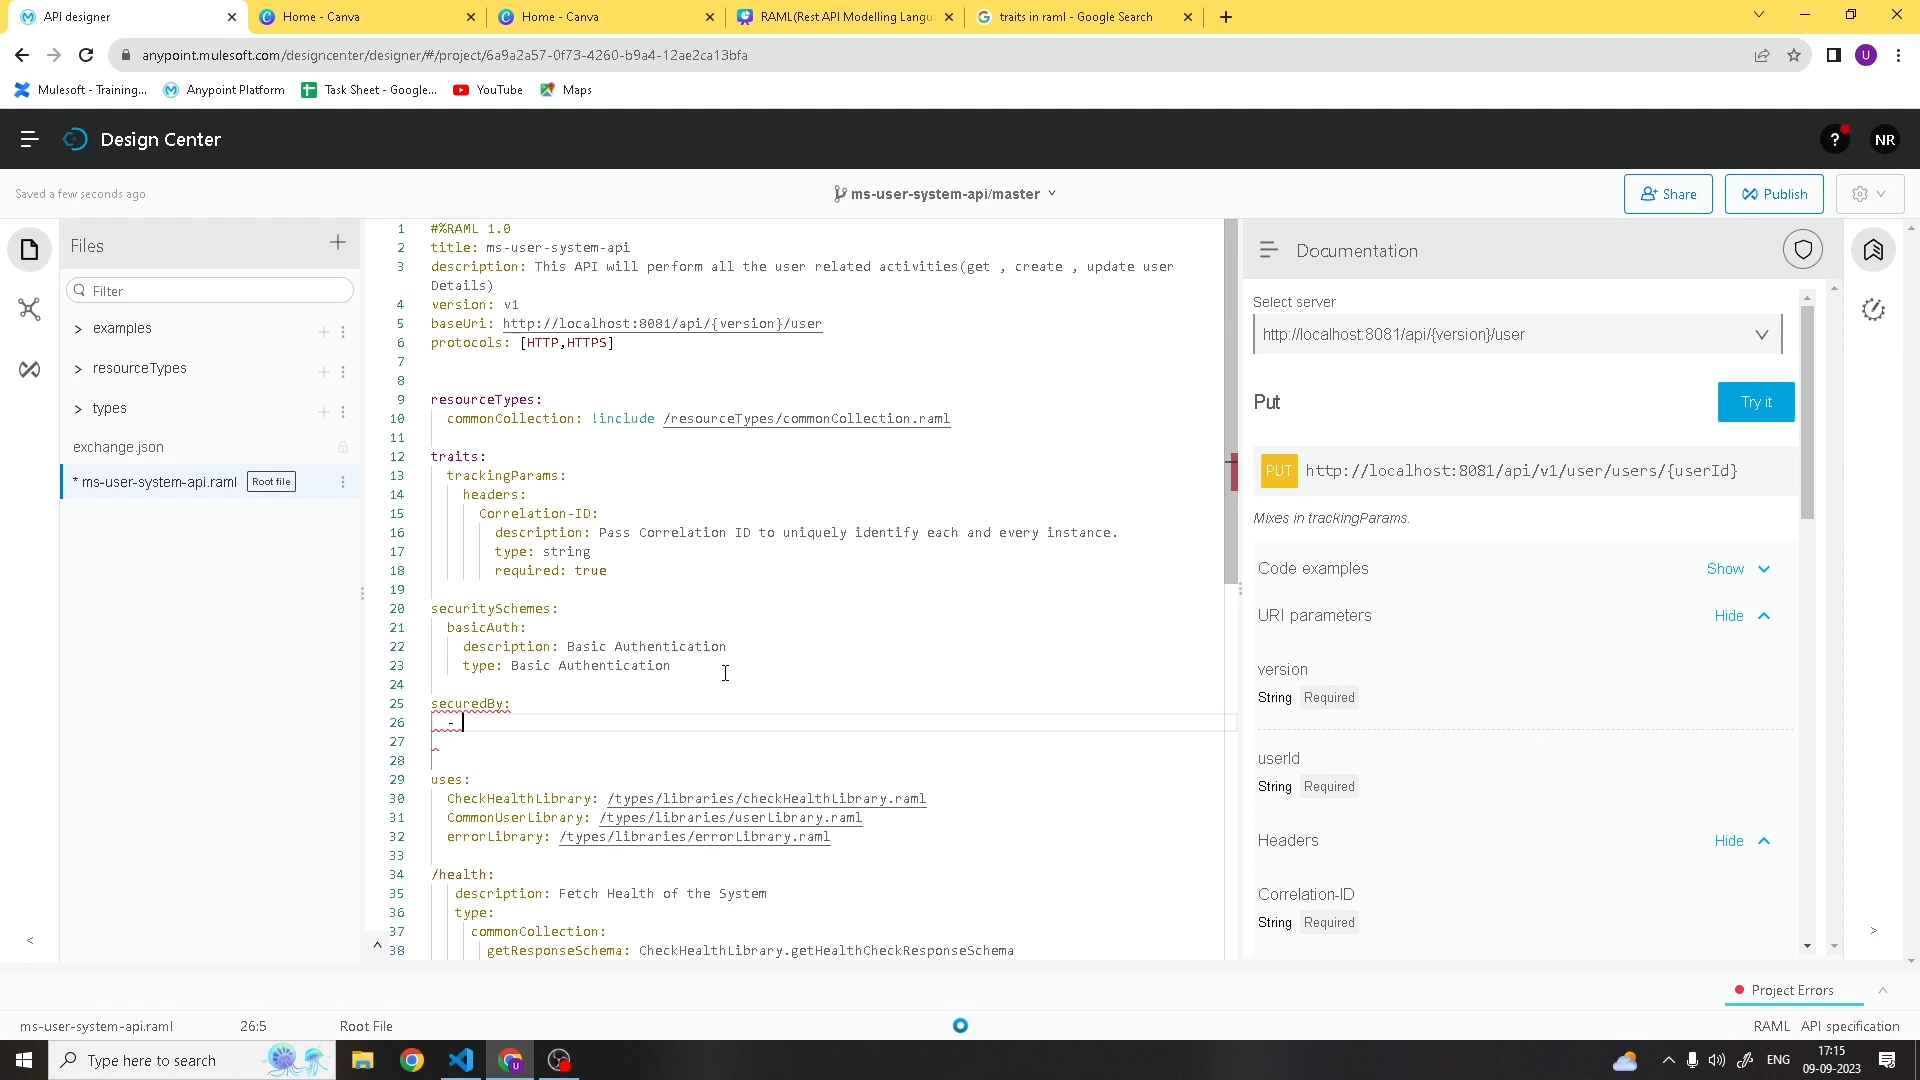 API designer
Home - Canva
Home - Canva
RAML(Rest API Modelling Langu
traits in raml - Google Search
anypoint.mulesoft.com/designcenter/designer/#/project/6a9a2a57-0f73-4260-b9a4-12ae2ca13bfa
U
Mulesoft - Training...
Anypoint Platform
Task Sheet - Google...
YouTube
Maps
Design Center
?
NR
Saved a few seconds ago
ms-user-system-api/master
Share
Publish
Files
Filter
examples
resourceTypes
types
exchange.json
* ms-user-system-api.raml
Root file
1 #%RAML 1.0
2 title: ms-user-system-api
3 description: This API will perform all the user related activities(get , create , update user
Details)
4 version: v1
5 baseUri: http://localhost:8081/api/{version}/user
6 protocols: [HTTP,HTTPS]
7
8
9 resourceTypes:
10 commonCollection: !include /resourceTypes/commonCollection.raml
11
12 traits:
13 trackingParams:
14 headers:
15 Correlation-ID:
16 description: Pass Correlation ID to uniquely identify each and every instance.
17 type: string
18 required: true
19
20 securitySchemes:
21 basicAuth:
22 description: Basic Authentication
23 type: Basic Authentication
24
25 securedBy:
26 -
27
28
29 uses:
30 CheckHealthLibrary: /types/libraries/checkHealthLibrary.raml
31 CommonUserLibrary: /types/libraries/userLibrary.raml
32 errorLibrary: /types/libraries/errorLibrary.raml
33
34 /health:
35 description: Fetch Health of the System
36 type:
37 commonCollection:
38 getResponseSchema: CheckHealthLibrary.getHealthCheckResponseSchema
Documentation
Select server
http://localhost:8081/api/{version}/user
Put
Try it
PUT http://localhost:8081/api/v1/user/users/{userId}
Mixes in trackingParams.
Code examples
Show
URI parameters
Hide
version
String Required
userId
String Required
Headers
Hide
Correlation-ID
String Required
Project Errors
ms-user-system-api.raml
26:5
Root File
RAML API specification
Type here to search
ENG
17:15
09-09-2023